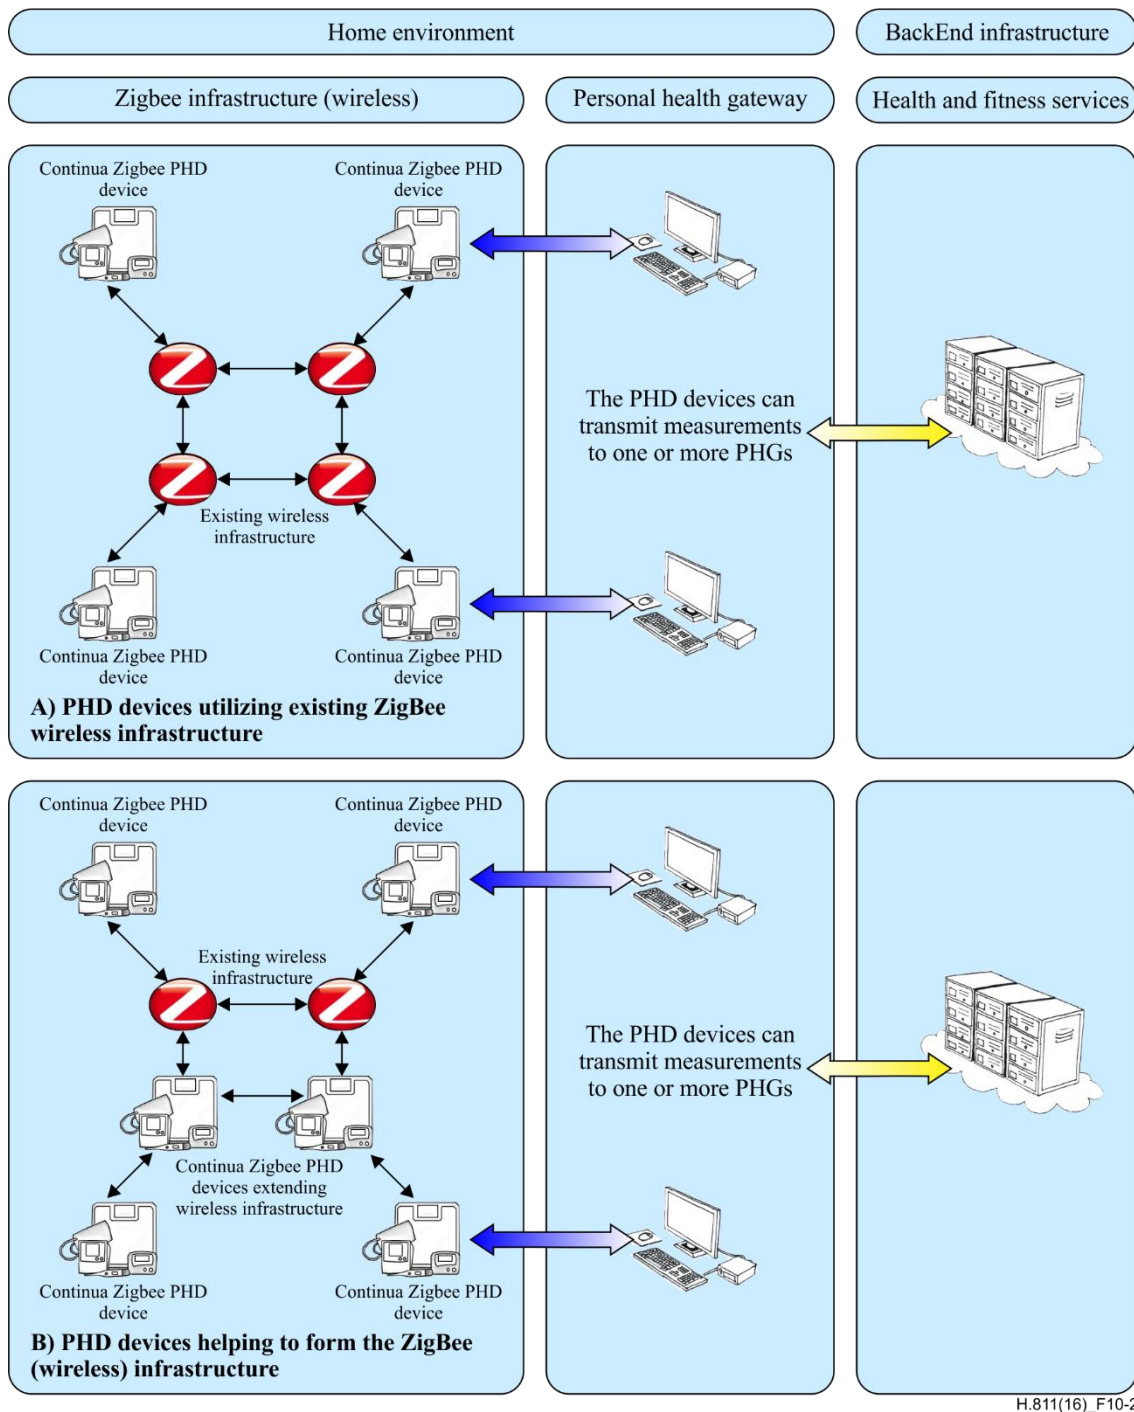 Home environment
BackEnd infrastructure
Zigbee infrastructure (wireless)
Personal health gateway
Health and fitness services
Continua Zigbee PHD
device
Continua Zigbee PHD
device
The PHD devices can
transmit measurements
to one or more PHGs
Existing wireless
infrastructure
Continua Zigbee PHD
device
Continua Zigbee PHD
device
A) PHD devices utilizing existing ZigBee
wireless infrastructure
Continua Zigbee PHD
device
Continua Zigbee PHD
device
Existing wireless
infrastructure
The PHD devices can
transmit measurements
to one or more PHGs
Continua Zigbee PHD
devices extending
wireless infrastructure
Continua Zigbee PHD
device
Continua Zigbee PHD
device
B) PHD devices helping to form the ZigBee
(wireless) infrastructure
H.811(16)_F10-2